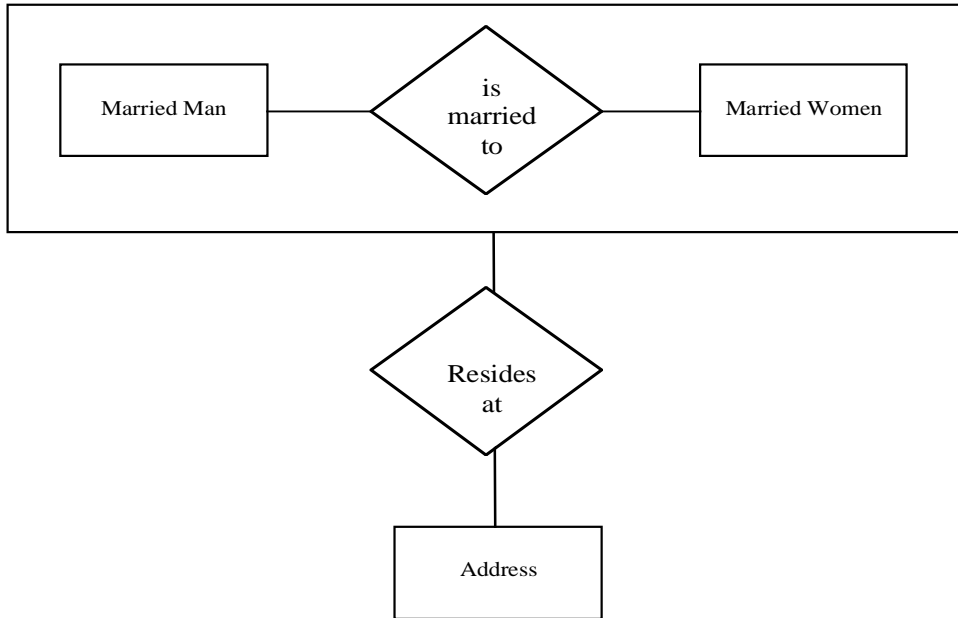 Married Man
is
married
to
Married Women
Resides
at
Address